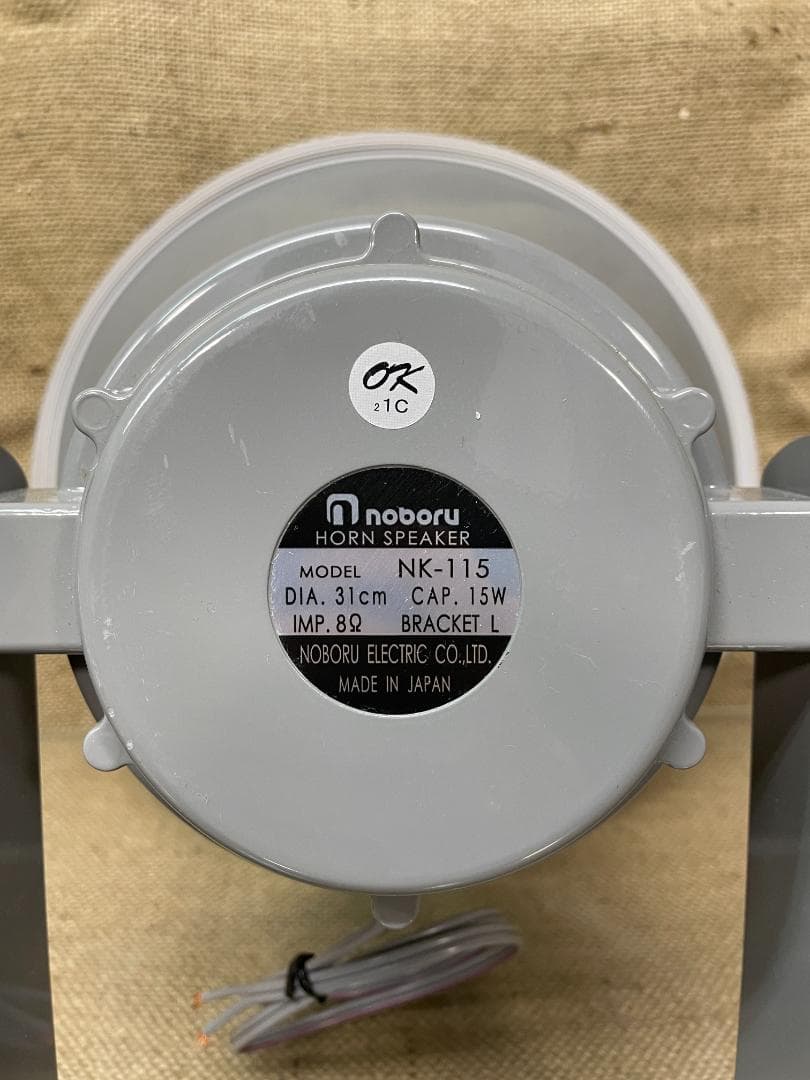 OK
21C
noboru
HORN SPEAKER
MODEL NK-115
DIA. 31cm CAP. 15W
IMP. 8Ω BRACKET L
NOBORU ELECTRIC CO.,LTD.
MADE IN JAPAN